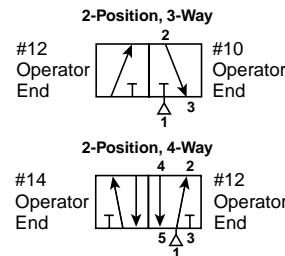 2-Position, 3-Way
2
#12
Operator
End
#10
Operator
End
3
1
2-Position, 4-Way
4 2
#14
Operator
End
#12
Operator
End
5 3
1